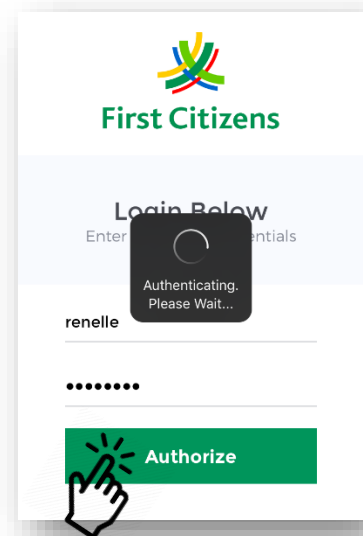 First Citizens
Login Below
Enter entials
Authenticating.
Please Wait...
renelle
••••••••
Authorize